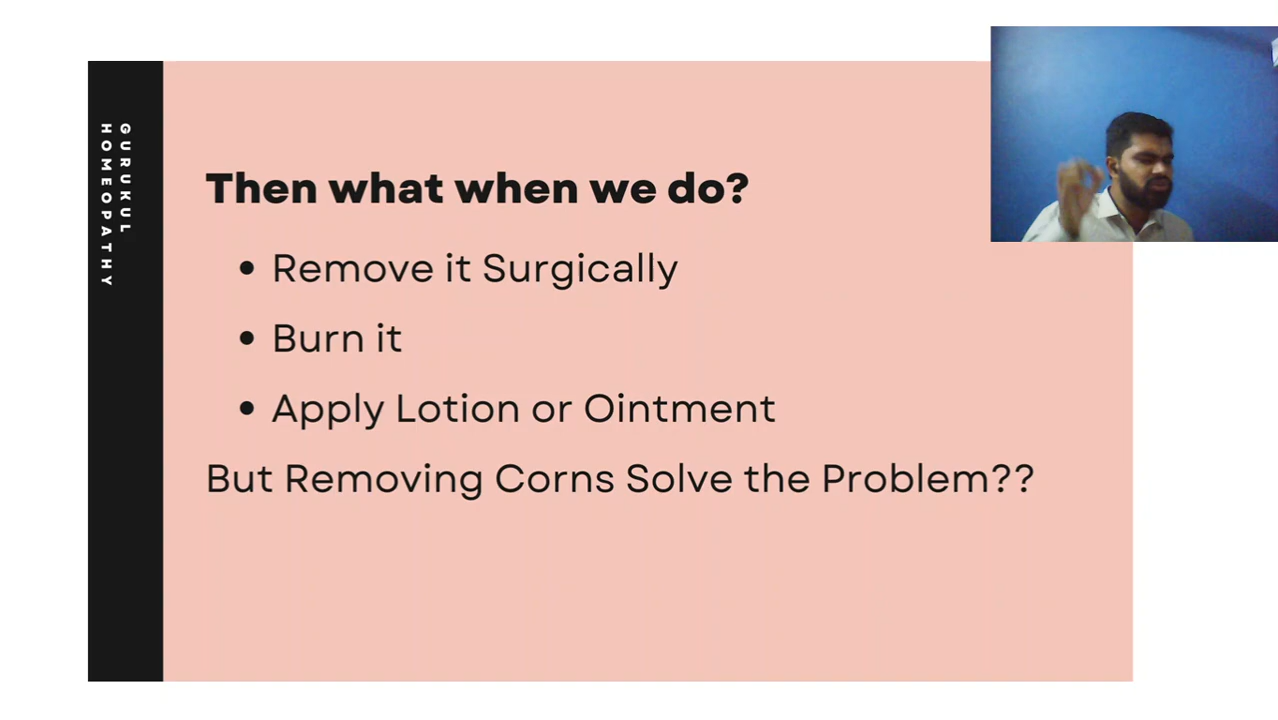 GURUKUL
HOMEOPATHY
Then what when we do?
• Remove it Surgically
• Burn it
• Apply Lotion or Ointment
But Removing Corns Solve the Problem??